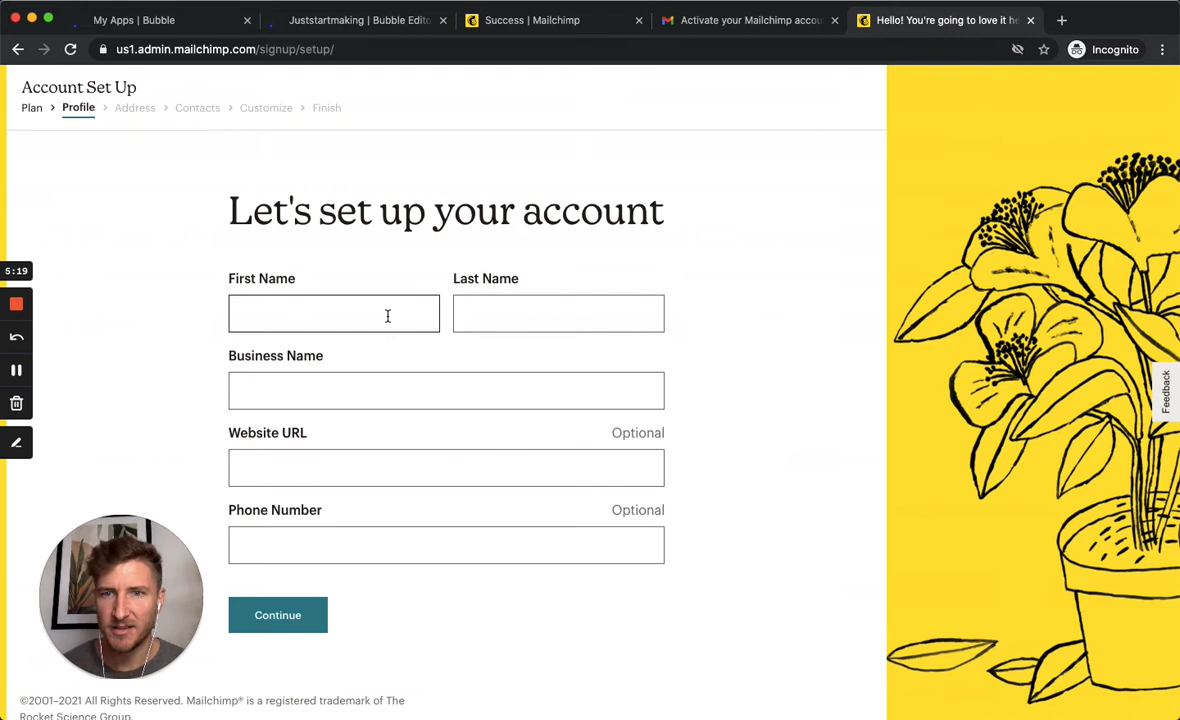 My Apps | Bubble
Juststartmaking | Bubble Edito
Success | Mailchimp
Activate your Mailchimp accou
Hello! You're going to love it he
us1.admin.mailchimp.com/signup/setup/
Incognito
Account Set Up
Plan > Profile > Address > Contacts > Customize > Finish
Let's set up your account
5:19
First Name
Last Name
Business Name
Feedback
Website URL
Optional
Phone Number
Optional
Continue
©2001–2021 All Rights Reserved. Mailchimp® is a registered trademark of The
Rocket Science Group.